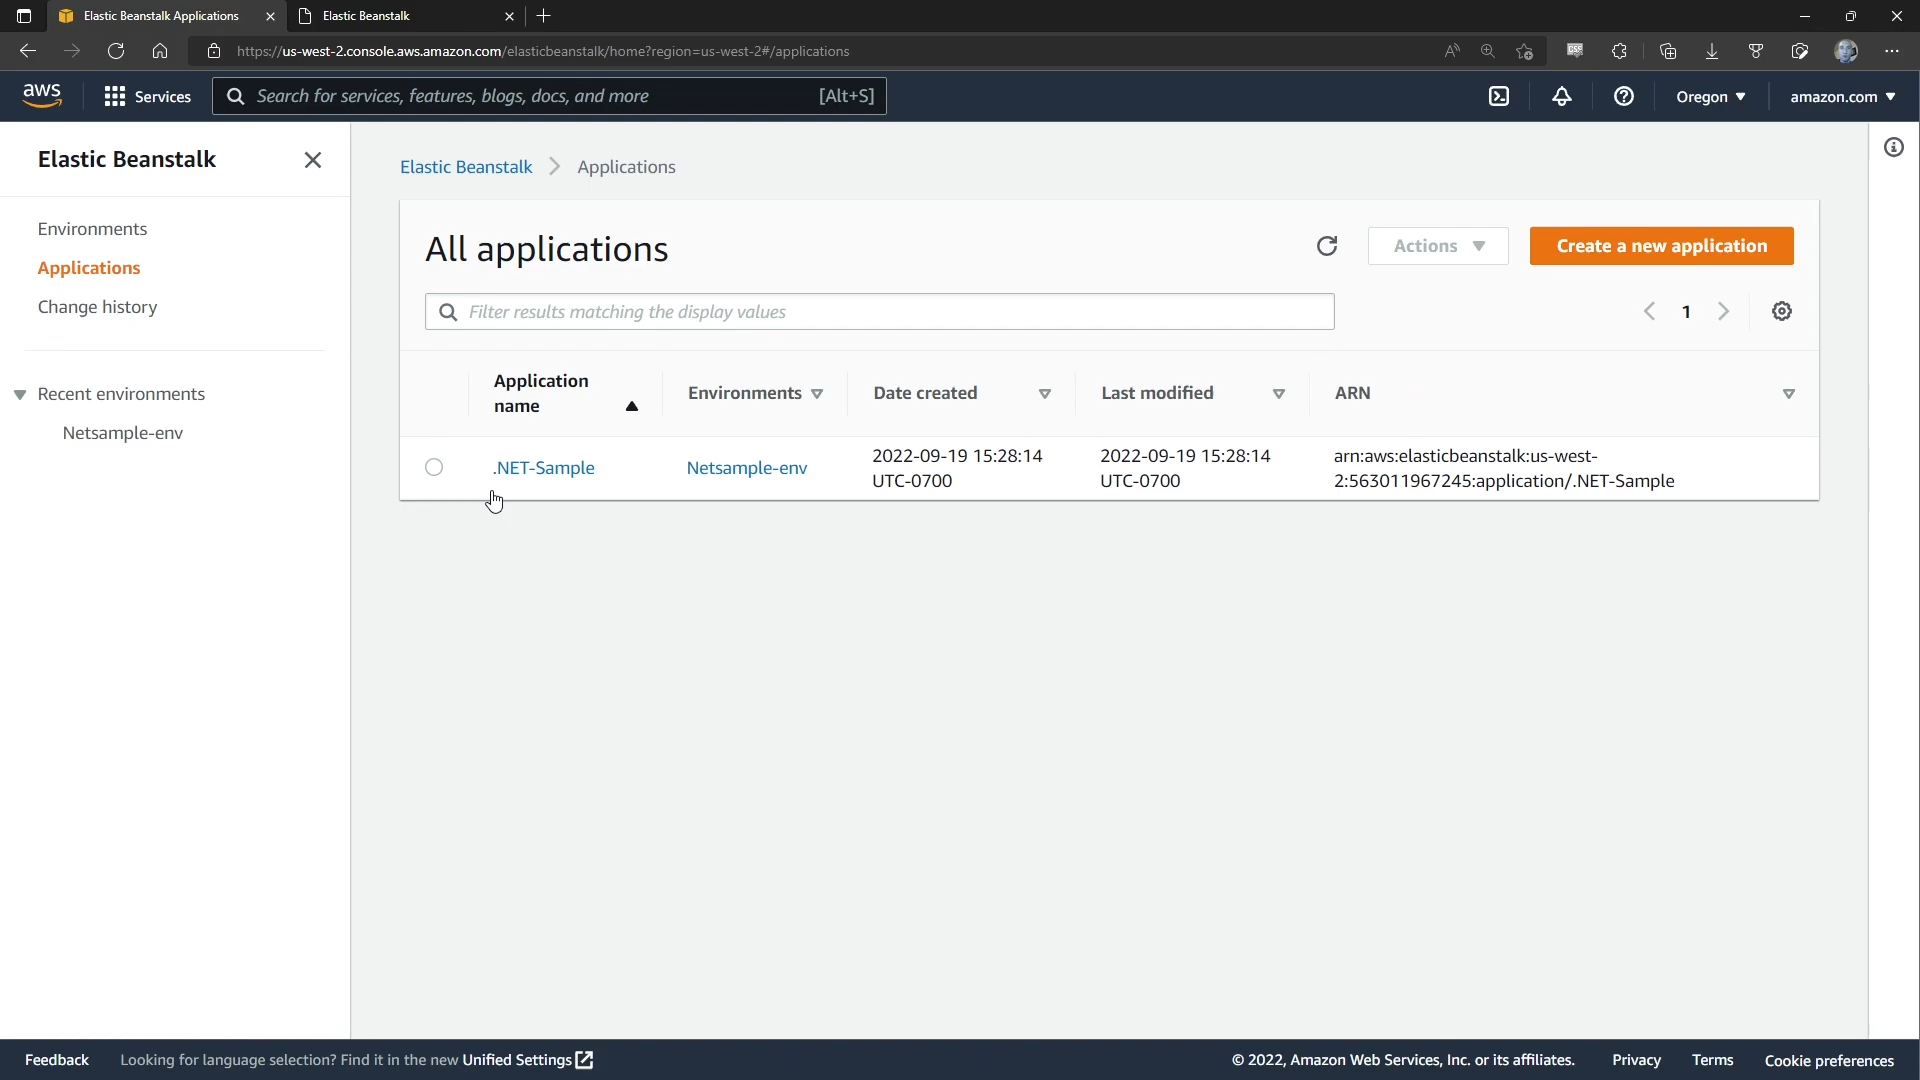 Elastic Beanstalk Applications
Elastic Beanstalk
https://us-west-2.console.aws.amazon.com/elasticbeanstalk/home?region=us-west-2#/applications
aws
Services
Search for services, features, blogs, docs, and more
[Alt+S]
Oregon
amazon.com
Elastic Beanstalk
Environments
Applications
Change history
Recent environments
Netsample-env
Elastic Beanstalk
Applications
All applications
Actions
Create a new application
Filter results matching the display values
1
Application
name
Environments
Date created
Last modified
ARN
.NET-Sample
Netsample-env
2022-09-19 15:28:14
UTC-0700
2022-09-19 15:28:14
UTC-0700
arn:aws:elasticbeanstalk:us-west-
2:563011967245:application/.NET-Sample
Feedback
Looking for language selection? Find it in the new Unified Settings
© 2022, Amazon Web Services, Inc. or its affiliates.
Privacy
Terms
Cookie preferences